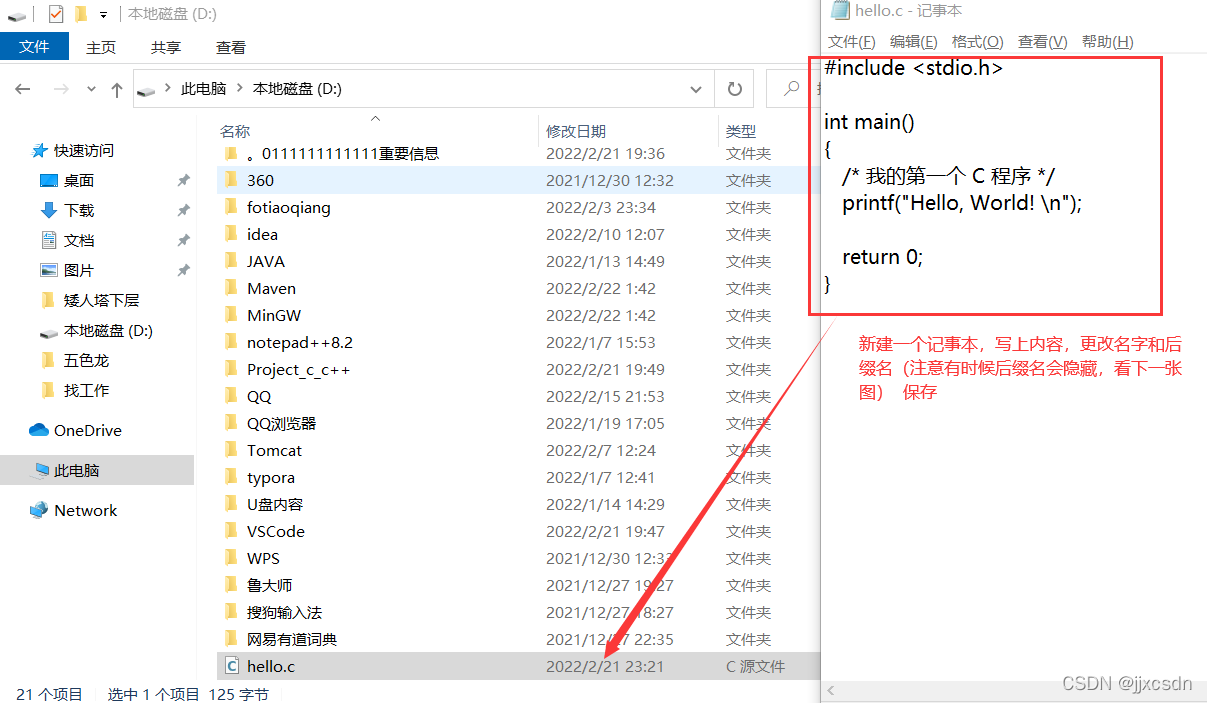 本地磁盘 (D:)
文件 主页 共享 查看
此电脑 本地磁盘 (D:)
快速访问
桌面
下载
文档
图片
矮人塔下层
本地磁盘 (D:)
五色龙
找工作
OneDrive
此电脑
Network
名称 修改日期 类型
。0111111111111重要信息 2022/2/21 19:36 文件夹
360 2021/12/30 12:32 文件夹
fotiaoqiang 2022/2/3 23:34 文件夹
idea 2022/2/10 12:07 文件夹
JAVA 2022/1/13 14:49 文件夹
Maven 2022/2/22 1:42 文件夹
MinGW 2022/2/22 1:42 文件夹
notepad++8.2 2022/1/7 15:53 文件夹
Project_c_c++ 2022/2/21 19:49 文件夹
QQ 2022/2/15 21:53 文件夹
QQ浏览器 2022/1/19 17:05 文件夹
Tomcat 2022/2/7 12:24 文件夹
typora 2022/1/7 12:41 文件夹
U盘内容 2022/1/14 14:29 文件夹
VSCode 2022/2/21 19:47 文件夹
WPS 2021/12/30 12:33 文件夹
鲁大师 2021/12/27 19:27 文件夹
搜狗输入法 2021/12/27 18:27 文件夹
网易有道词典 2021/12/27 22:35 文件夹
hello.c 2022/2/21 23:21 C 源文件
21 个项目 选中 1 个项目 125 字节
hello.c - 记事本
文件(F) 编辑(E) 格式(O) 查看(V) 帮助(H)
#include <stdio.h>
int main()
{
/* 我的第一个 C 程序 */
printf("Hello, World! \n");
return 0;
}
新建一个记事本，写上内容，更改名字和后
缀名（注意有时候后缀名会隐藏，看下一张
图） 保存
CSDN @jjxcsdn